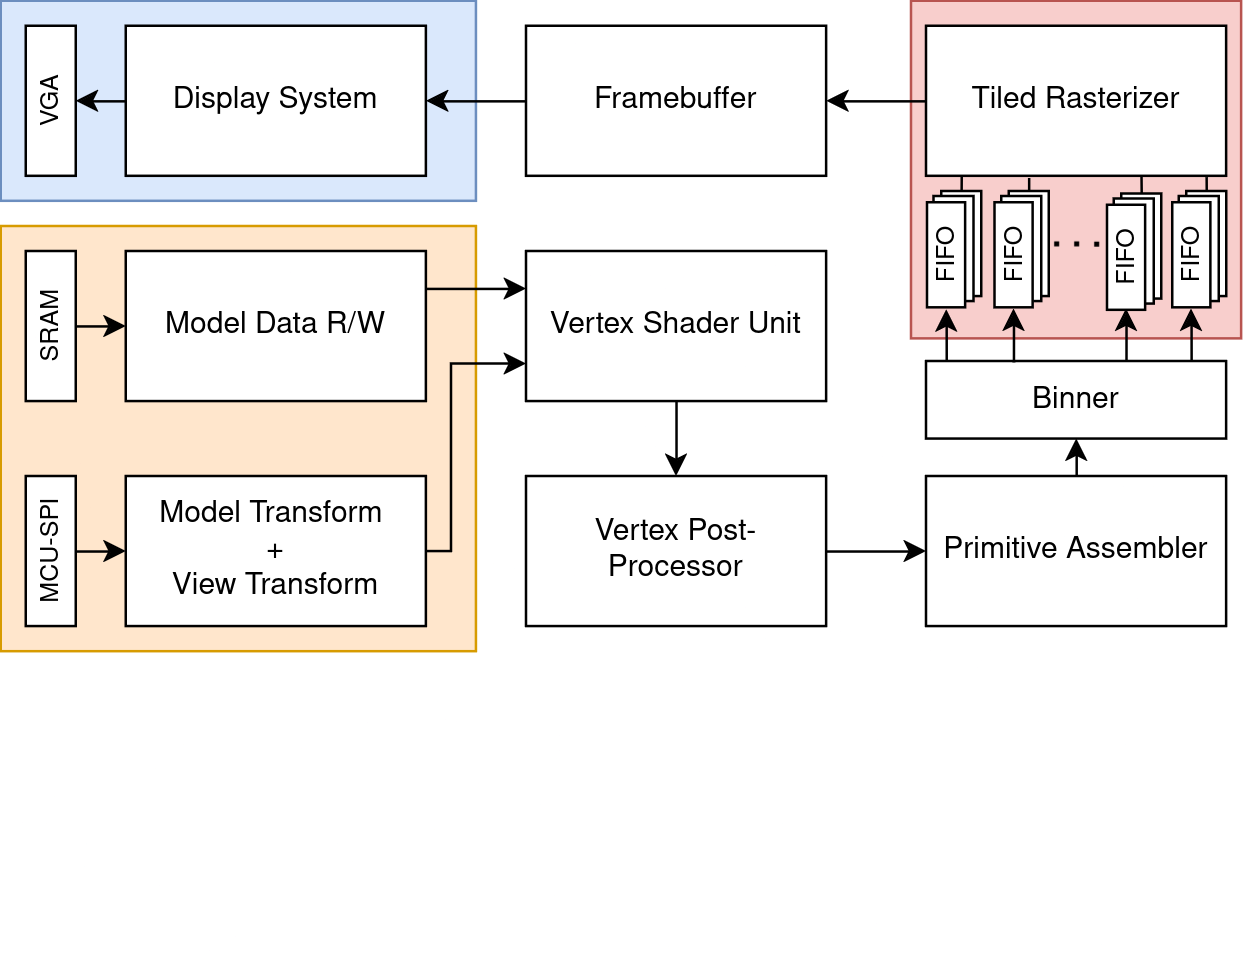 VGA
Display System
Framebuffer
Tiled Rasterizer
FIFO
FIFO
. . .
FIFO
FIFO
SRAM
Model Data R/W
Vertex Shader Unit
Binner
MCU-SPI
Model Transform
+
View Transform
Vertex Post-
Processor
Primitive Assembler